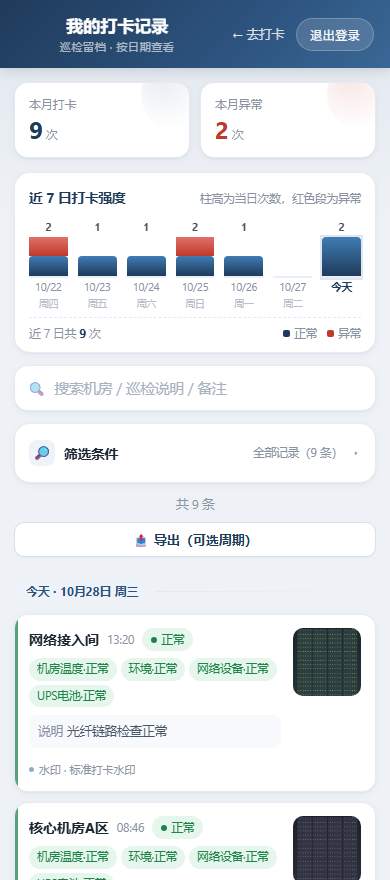 我的打卡记录
巡检留档 · 按日期查看
← 去打卡
退出登录
本月打卡
9 次
本月异常
2 次
近 7 日打卡强度
柱高为当日次数，红色段为异常
2 1 1 2 1 2
10/22 10/23 10/24 10/25 10/26 10/27 今天
周四 周五 周六 周日 周一 周二
近 7 日共 9 次
正常 异常
搜索机房 / 巡检说明 / 备注
筛选条件
全部记录（9 条）
共 9 条
导出（可选周期）
今天 · 10月28日 周三
网络接入间 13:20 正常
机房温度·正常 环境·正常 网络设备·正常
UPS电池·正常
说明 光纤链路检查正常
水印 · 标准打卡水印
核心机房A区 08:46 正常
机房温度·正常 环境·正常 网络设备·正常